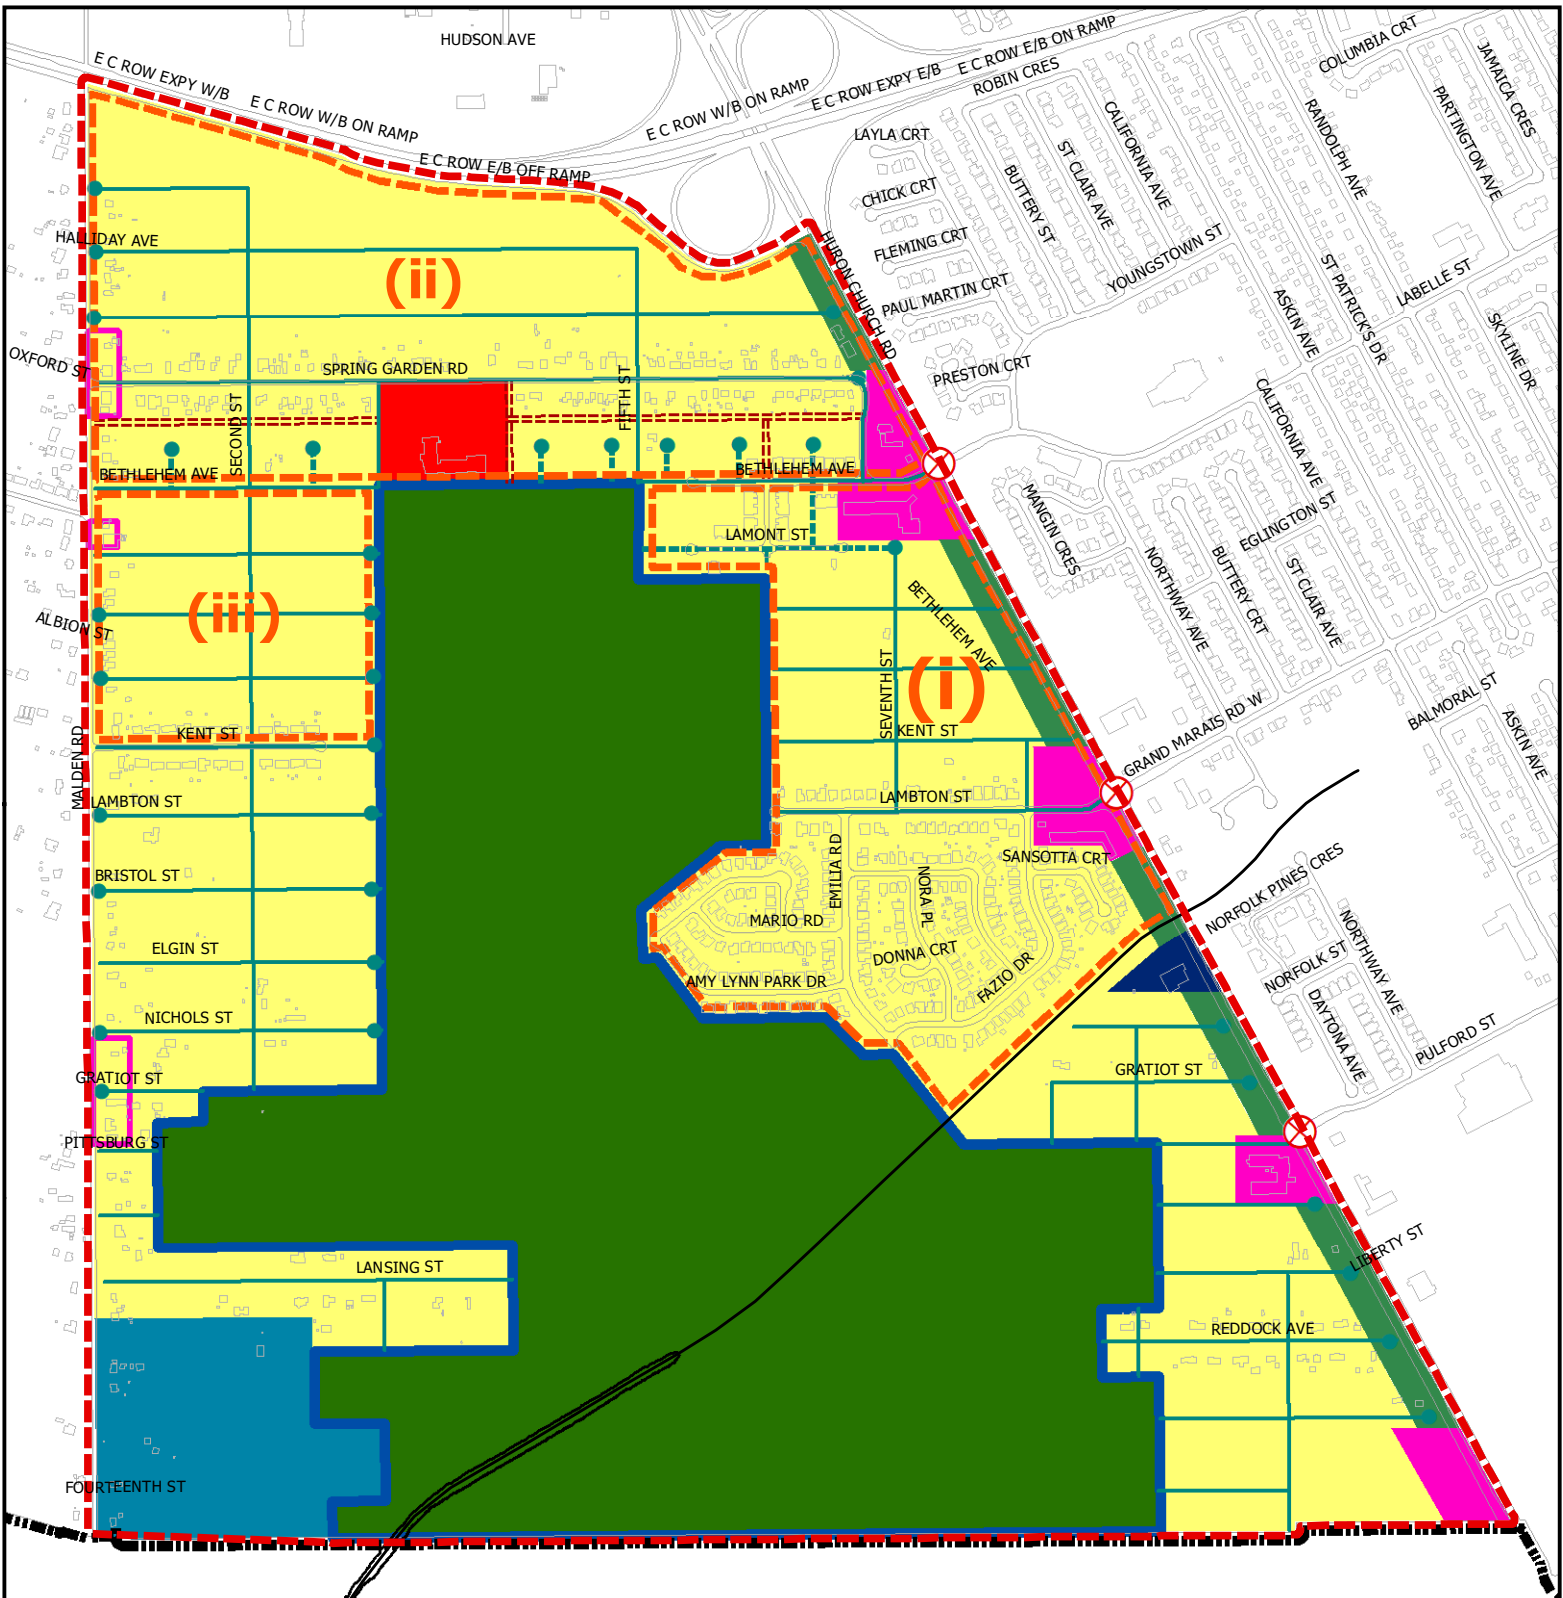 HUDSON AVE
COLUMBIA CRT
JAMAICA CRES
E C ROW EXPY W/B
E C ROW W/B ON RAMP
E C ROW E/B OFF RAMP
E C ROW W/B ON RAMP
E C ROW EXPY E/B
E C ROW E/B ON RAMP
ROBIN CRES
CALIFORNIA AVE
RANDOLPH AVE
PARTINGTON AVE
LAYLA CRT
ST CLAIR AVE
BUTTERY ST
CHICK CRT
FLEMING CRT
HURON CHURCH RD
HALLIDAY AVE
(ii)
YOUNGSTOWN ST
PAUL MARTIN CRT
ST PATRICK'S DR
LABELLE ST
ASKIN AVE
SKYLINE DR
OXFORD ST
SPRING GARDEN RD
PRESTON CRT
SECOND ST
FIFTH ST
CALIFORNIA AVE
BETHLEHEM AVE
BETHLEHEM AVE
MANGIN CRES
EGLINGTON ST
LAMONT ST
NORTHWAY AVE
BUTTERY CRT
ST CLAIR AVE
BETHLEHEM AVE
ALBION ST
(iii)
SEVENTH ST
(i)
BALMORAL ST
ASKIN AVE
GRAND MARAIS RD W
KENT ST
KENT ST
MALDEN RD
LAMBTON ST
LAMBTON ST
EMILIA RD
SANSOTTA CRT
BRISTOL ST
NORA PL
NORFOLK PINES CRES
MARIO RD
NORTHWAY AVE
ELGIN ST
DONNA CRT
NORFOLK ST
AMY LYNN PARK DR
FAZIO DR
DAYTONA AVE
NICHOLS ST
PULFORD ST
GRATIOT ST
GRATIOT ST
PITTSBURG ST
LIBERTY ST
LANSING ST
REDDOCK AVE
FOURTEENTH ST